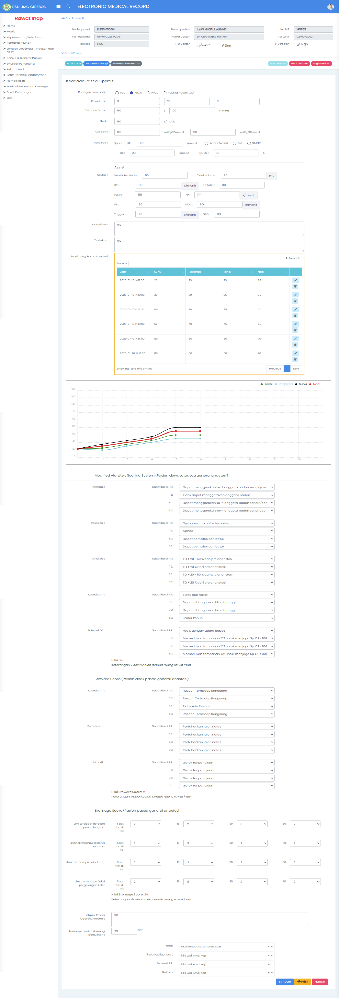 RSU UMC CIREBON
ELECTRONIC MEDICAL RECORD
Rawat Inap
Home
Medis
Keperawatan/Kebidanan
Rencana Asuhan
Lembar Observasi, Tindakan dan
CPPT
Konsul & Transfer Pasien
e-Order Penunjang
Rekam Jejak
Form Persetujuan/Informed
Hemodialisa
Edukasi Pasien dan Keluarga
Surat Keterangan
Gizi
Cari Pasien RI
No Registrasi RI2501050001 Nama pasien ILYAS KHOIRUL ALIMNIS No. MR 145953
Tgl Registrasi 05-01-2025 00:08 Nama Dokter dr. Atep Lutpia Pahlepi Tgl Lahir 02-09-2002
Poliklinik HCU TTD Dokter Sign TTD Pasien Sign
Detail Pasien
I-Care JKN History Radiologi History Labolatorium Buka berkas Tutup berkas Registrasi HD
Keadaan Pasca Operasi
Ruangan Pemulihan : ICU NICU PICU Ruang Resusitasi
Kesadaran : 3 21 3
Tekanan Darah : 90 / 90 mmHg
Nadi : 90 x/menit
Support : 90 m/KgBB/menit 90 m/KgBB/menit
Respirasi : Spontan, RR 90 x/menit, Kanul Nasal SM SMNR
O2 : 90 L/menit Sp. O2 : 90 %
Assist
Kontrol : Ventilator Mode : 90 Tidal Volume : 90 mL
RR : 90 x/menit I.E Ratio : 90
PEEP : 90 PIP : PIP x/menit
PS : 90 FIO2 : 90 x/menit
Trigger : 90 x/menit SPO : 90
Komplikasi: 90
Tindakan: 90
Monitoring Pasca Anestesi
:
Tambah
Search:
Jam Suhu Respirasi Tensi Nadi
2025-01-15 14:17:00 23 23 23 23
2025-01-16 14:18:00 35 20 25 30
2025-01-17 14:18:00 45 30 35 40
2025-01-18 14:18:00 55 40 45 50
2025-01-19 14:18:00 80 50 60 70
2025-01-20 14:19:00 80 50 60 70
Showing 1 to 6 of 6 entries Previous 1 Next
Tensi Respirasi Suhu Nadi
180
160
140
120
100
80
60
40
20
0
1 2 3 4 5 6 7 8 9 10
Modified Aldrete's Scoring System (Pasien dewasa pasca general anastesi)
Aktifitas : Saat tiba di RR: Dapat menggerakan ke-2 anggota badan sendiri/den
15: Tidak dapat menggerakan anggota badan
30: Dapat menggerakan ke-4 anggota badan sendiri/den
60: Dapat menggerakan ke-4 anggota badan sendiri/den
Respirasi : Saat tiba di RR: Dyspnoe atau nafas terbatas
15: Apnoe
30: Dapat bernafas dan batuk
60: Dapat bernafas dan batuk
Sirkulasi : Saat tiba di RR: TD + 20 - 50 % dari pre anenstesi
15: TD + 20 % dari pre anenstesi
30: TD + 20 - 50 % dari pre anenstesi
60: TD + 20 % dari pre anenstesi
Kesadaran : Saat tiba di RR: Tidak ada reaksi
15: Dapat dibangunkan bila dipanggil
30: Dapat dibangunkan bila dipanggil
60: Sadar Penuh
Saturasi O2 : Saat tiba di RR: >90 % dengan udara bebas
15: Memerlukan tambahan O2 untuk menjaga Sp O2 > 90%
30: Memerlukan tambahan O2 untuk menjaga Sp O2 > 90%
60: Memerlukan tambahan O2 untuk menjaga Sp O2 > 90%
Nilai: 25
Keterangan: Pasien boleh pindah ruang rawat inap
Steward Score (Pasien anak pasca general anastesi)
Kesadaran : Saat tiba di RR: Respon Terhadap Rangsang
15: Respon Terhadap Rangsang
30: Tidak Ada Respon
60: Respon Terhadap Rangsang
Pernafasan : Saat tiba di RR: Pertahankan jalan nafas
15: Pertahankan jalan nafas
30: Pertahankan jalan nafas
60: Pertahankan jalan nafas
Motorik : Saat tiba di RR: Gerak tanpa tujuan
15: Gerak tanpa tujuan
30: Gerak tanpa tujuan
60: Gerak tanpa tujuan
Nilai Steward Score: 11
Keterangan: Pasien boleh pindah ruang rawat inap
Bromage Score (Pasien pasca general anastesi)
Jika terdapat gerakan
penuh tungkai :
Saat
tiba di
RR:
2 15: 2 30: 3 60: 2
Jika tak mampu ekstensi
tungkai :
Saat
tiba di
RR:
2 15: 3 30: 2 60: 2
Jika tak mampu fleksi lutut :
Saat
tiba di
RR:
2 15: 2 30: 2 60: 2
Jika tak mampu fleksi
pergelangan kaki :
Saat
tiba di
RR:
2 15: 2 30: 2 60: 2
Nilai Bromage Score: 34
Keterangan: Pasien boleh pindah ruang rawat inap
Intruksi Pasca
Operasi/Anestesi:
90
Lamanya pasien di ruang
pemulihan :
23 Jam
Paraf: dr. Iskandar Sarumpaet, Sp.B
Perawat Ruangan: Lilis Lusi, Amd. Kep
Perawat RR: Lilis Lusi, Amd. Kep
Dokter : Lilis Lusi, Amd. Kep
Simpan Print Hapus